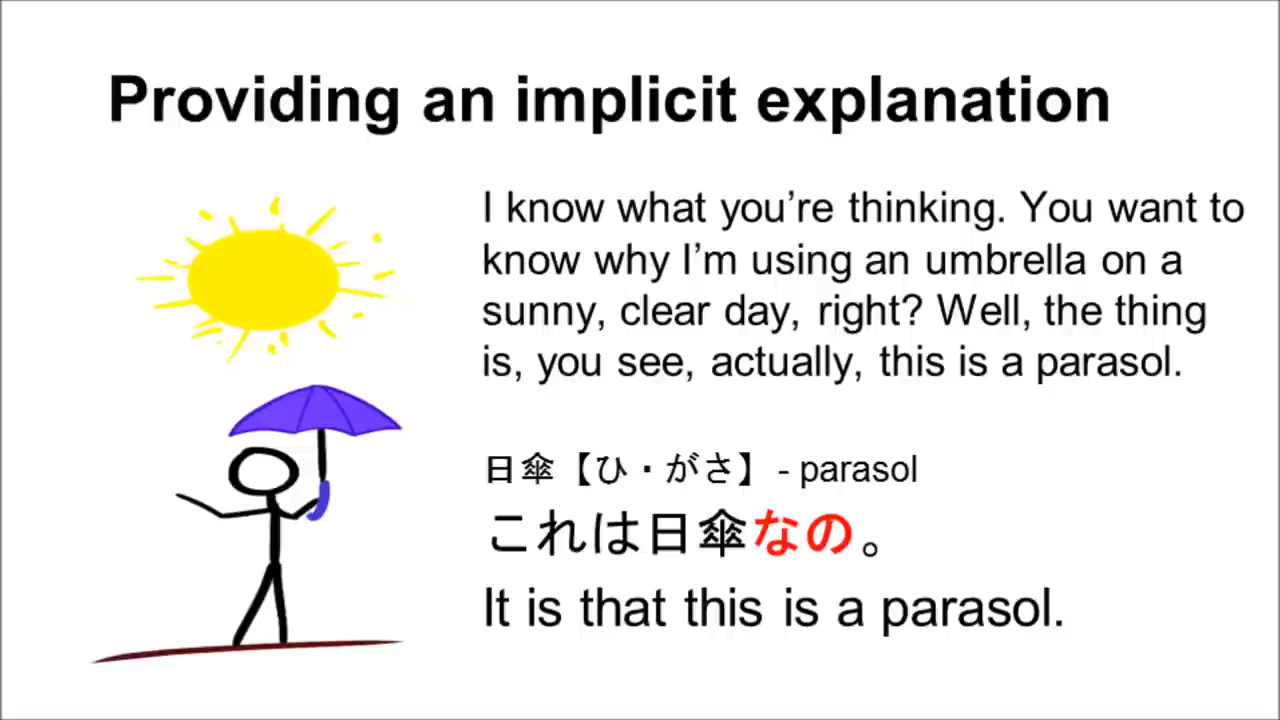 Providing an implicit explanation
I know what you’re thinking. You want to
know why I’m using an umbrella on a
sunny, clear day, right? Well, the thing
is, you see, actually, this is a parasol.
日傘【ひ・がさ】 - parasol
これは日傘なの。
It is that this is a parasol.